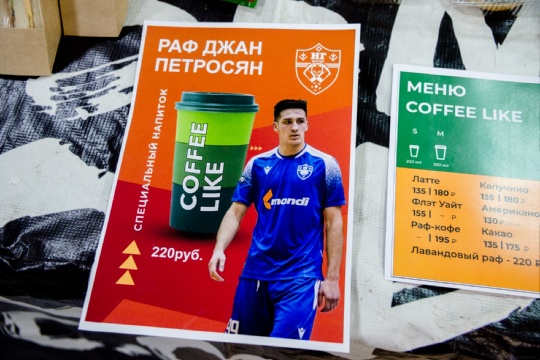 РАФ ДЖАН
ПЕТРОСЯН
НГ
СПЕЦИАЛЬНЫЙ НАПИТОК
COFFEE
LIKE
mondi
220руб.
МЕНЮ
COFFEE LIKE
S M
Латте
135 | 180 ₽
Флэт Уайт
155 | – ₽
Раф-кофе
– | 195 ₽
Капучино
135 | 180 ₽
Американо
130
Какао
135 | 175 ₽
Лавандовый раф - 220 ₽